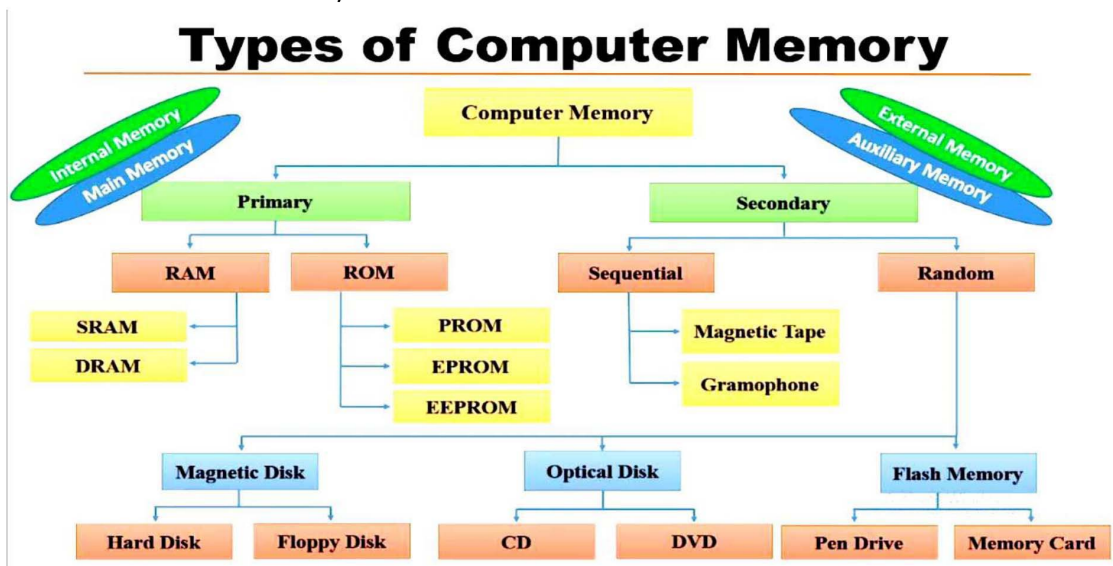 Types of Computer Memory
Internal Memory
Main Memory
Computer Memory
External Memory
Auxiliary Memory
Primary
Secondary
RAM
ROM
Sequential
Random
SRAM
DRAM
PROM
EPROM
EEPROM
Magnetic Tape
Gramophone
Magnetic Disk
Optical Disk
Flash Memory
Hard Disk
Floppy Disk
CD
DVD
Pen Drive
Memory Card